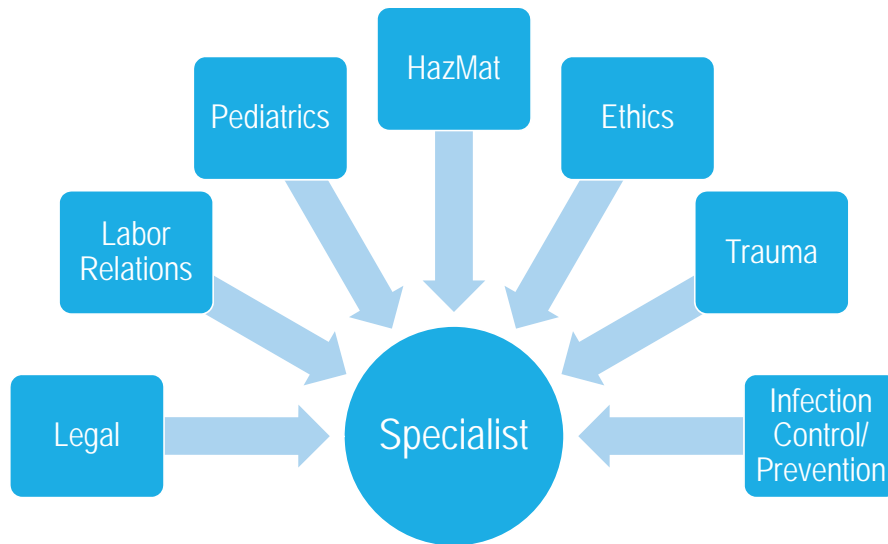 HazMat
Pediatrics
Ethics
Labor
Relations
Trauma
Legal
Specialist
Infection
Control/
Prevention